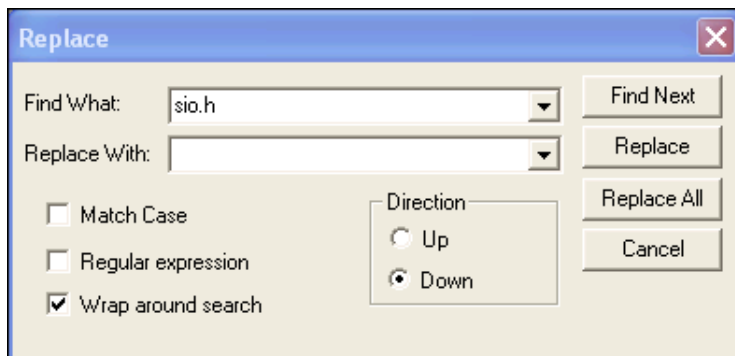 Replace
Find What: sio.h Find Next
Replace With: Replace
Match Case Direction Replace All
Up Cancel
Regular expression
Down
Wrap around search